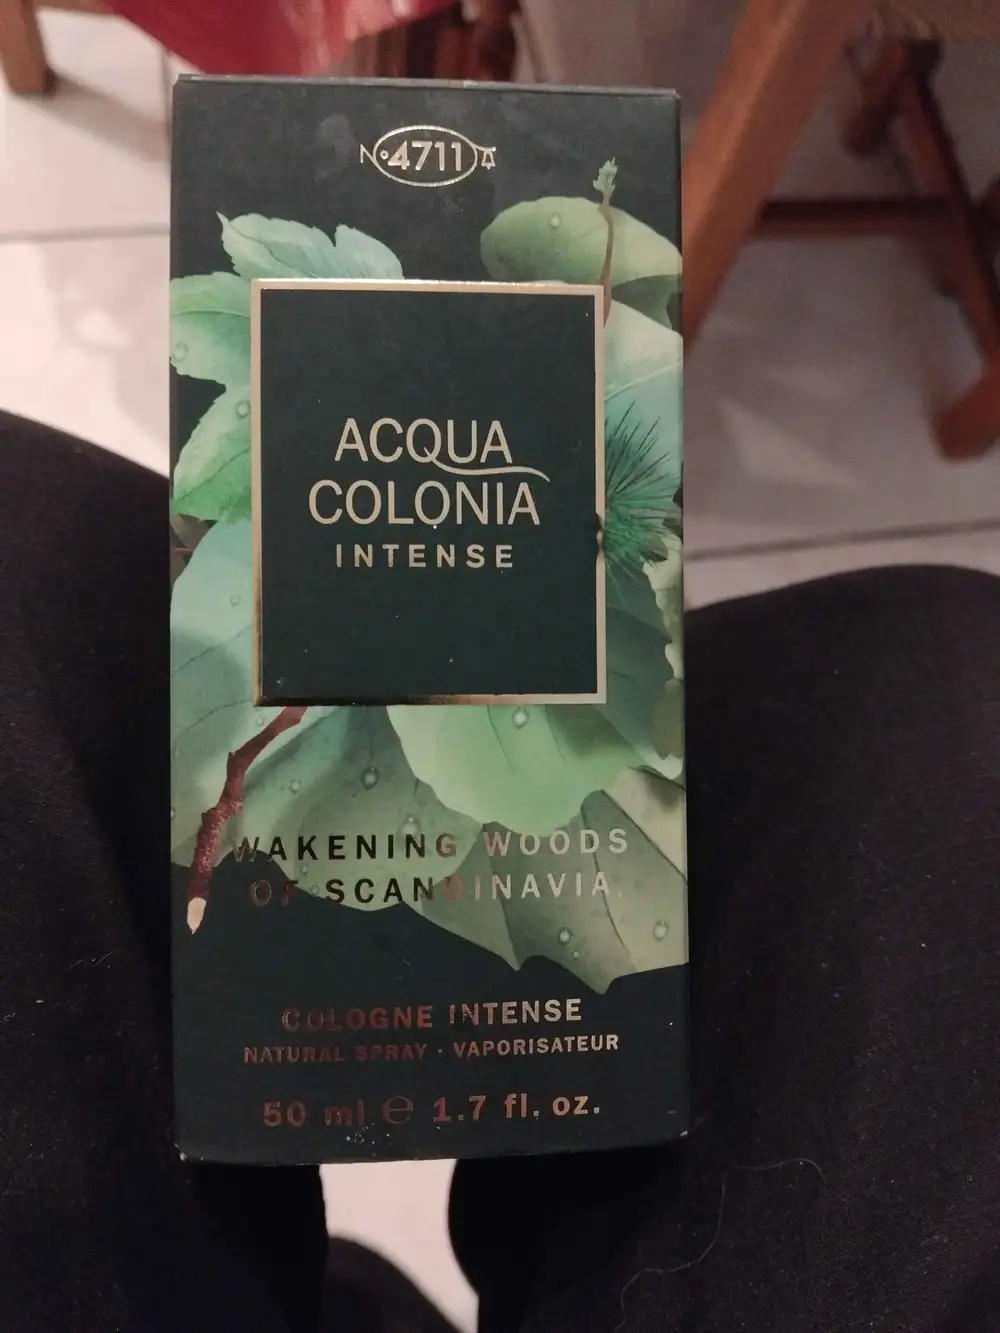 Nº4711
ACQUA
COLONIA
INTENSE
WAKENING WOODS
OF SCANDINAVIA
COLOGNE INTENSE
NATURAL SPRAY · VAPORISATEUR
50 ml ℮ 1.7 fl. oz.